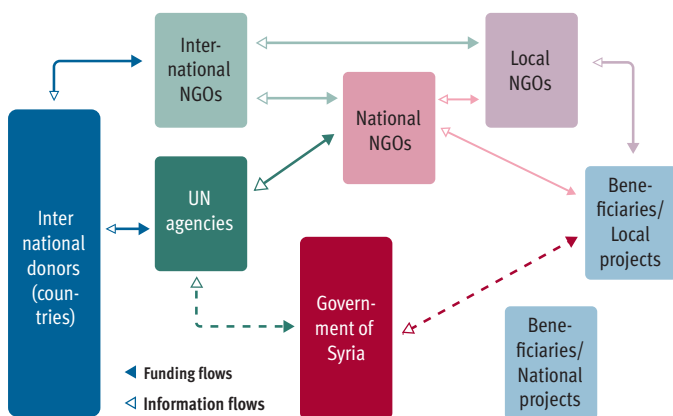 Inter-
national
NGOs
Local
NGOs
National
NGOs
UN
agencies
Bene-
ficiaries/
Local
projects
Inter
national
donors
(coun-
tries)
Govern-
ment of
Syria
Bene-
ficiaries/
National
projects
Funding flows
Information flows